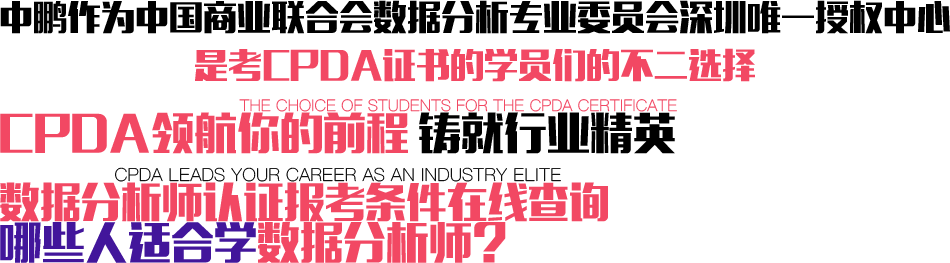 中鹏作为中国商业联合会数据分析专业委员会深圳唯一授权中心
是考CPDA证书的学员们的不二选择
THE CHOICE OF STUDENTS FOR THE CPDA CERTIFICATE
CPDA领航你的前程 铸就行业精英
CPDA LEADS YOUR CAREER AS AN INDUSTRY ELITE
数据分析师认证报考条件在线查询
哪些人适合学数据分析师?